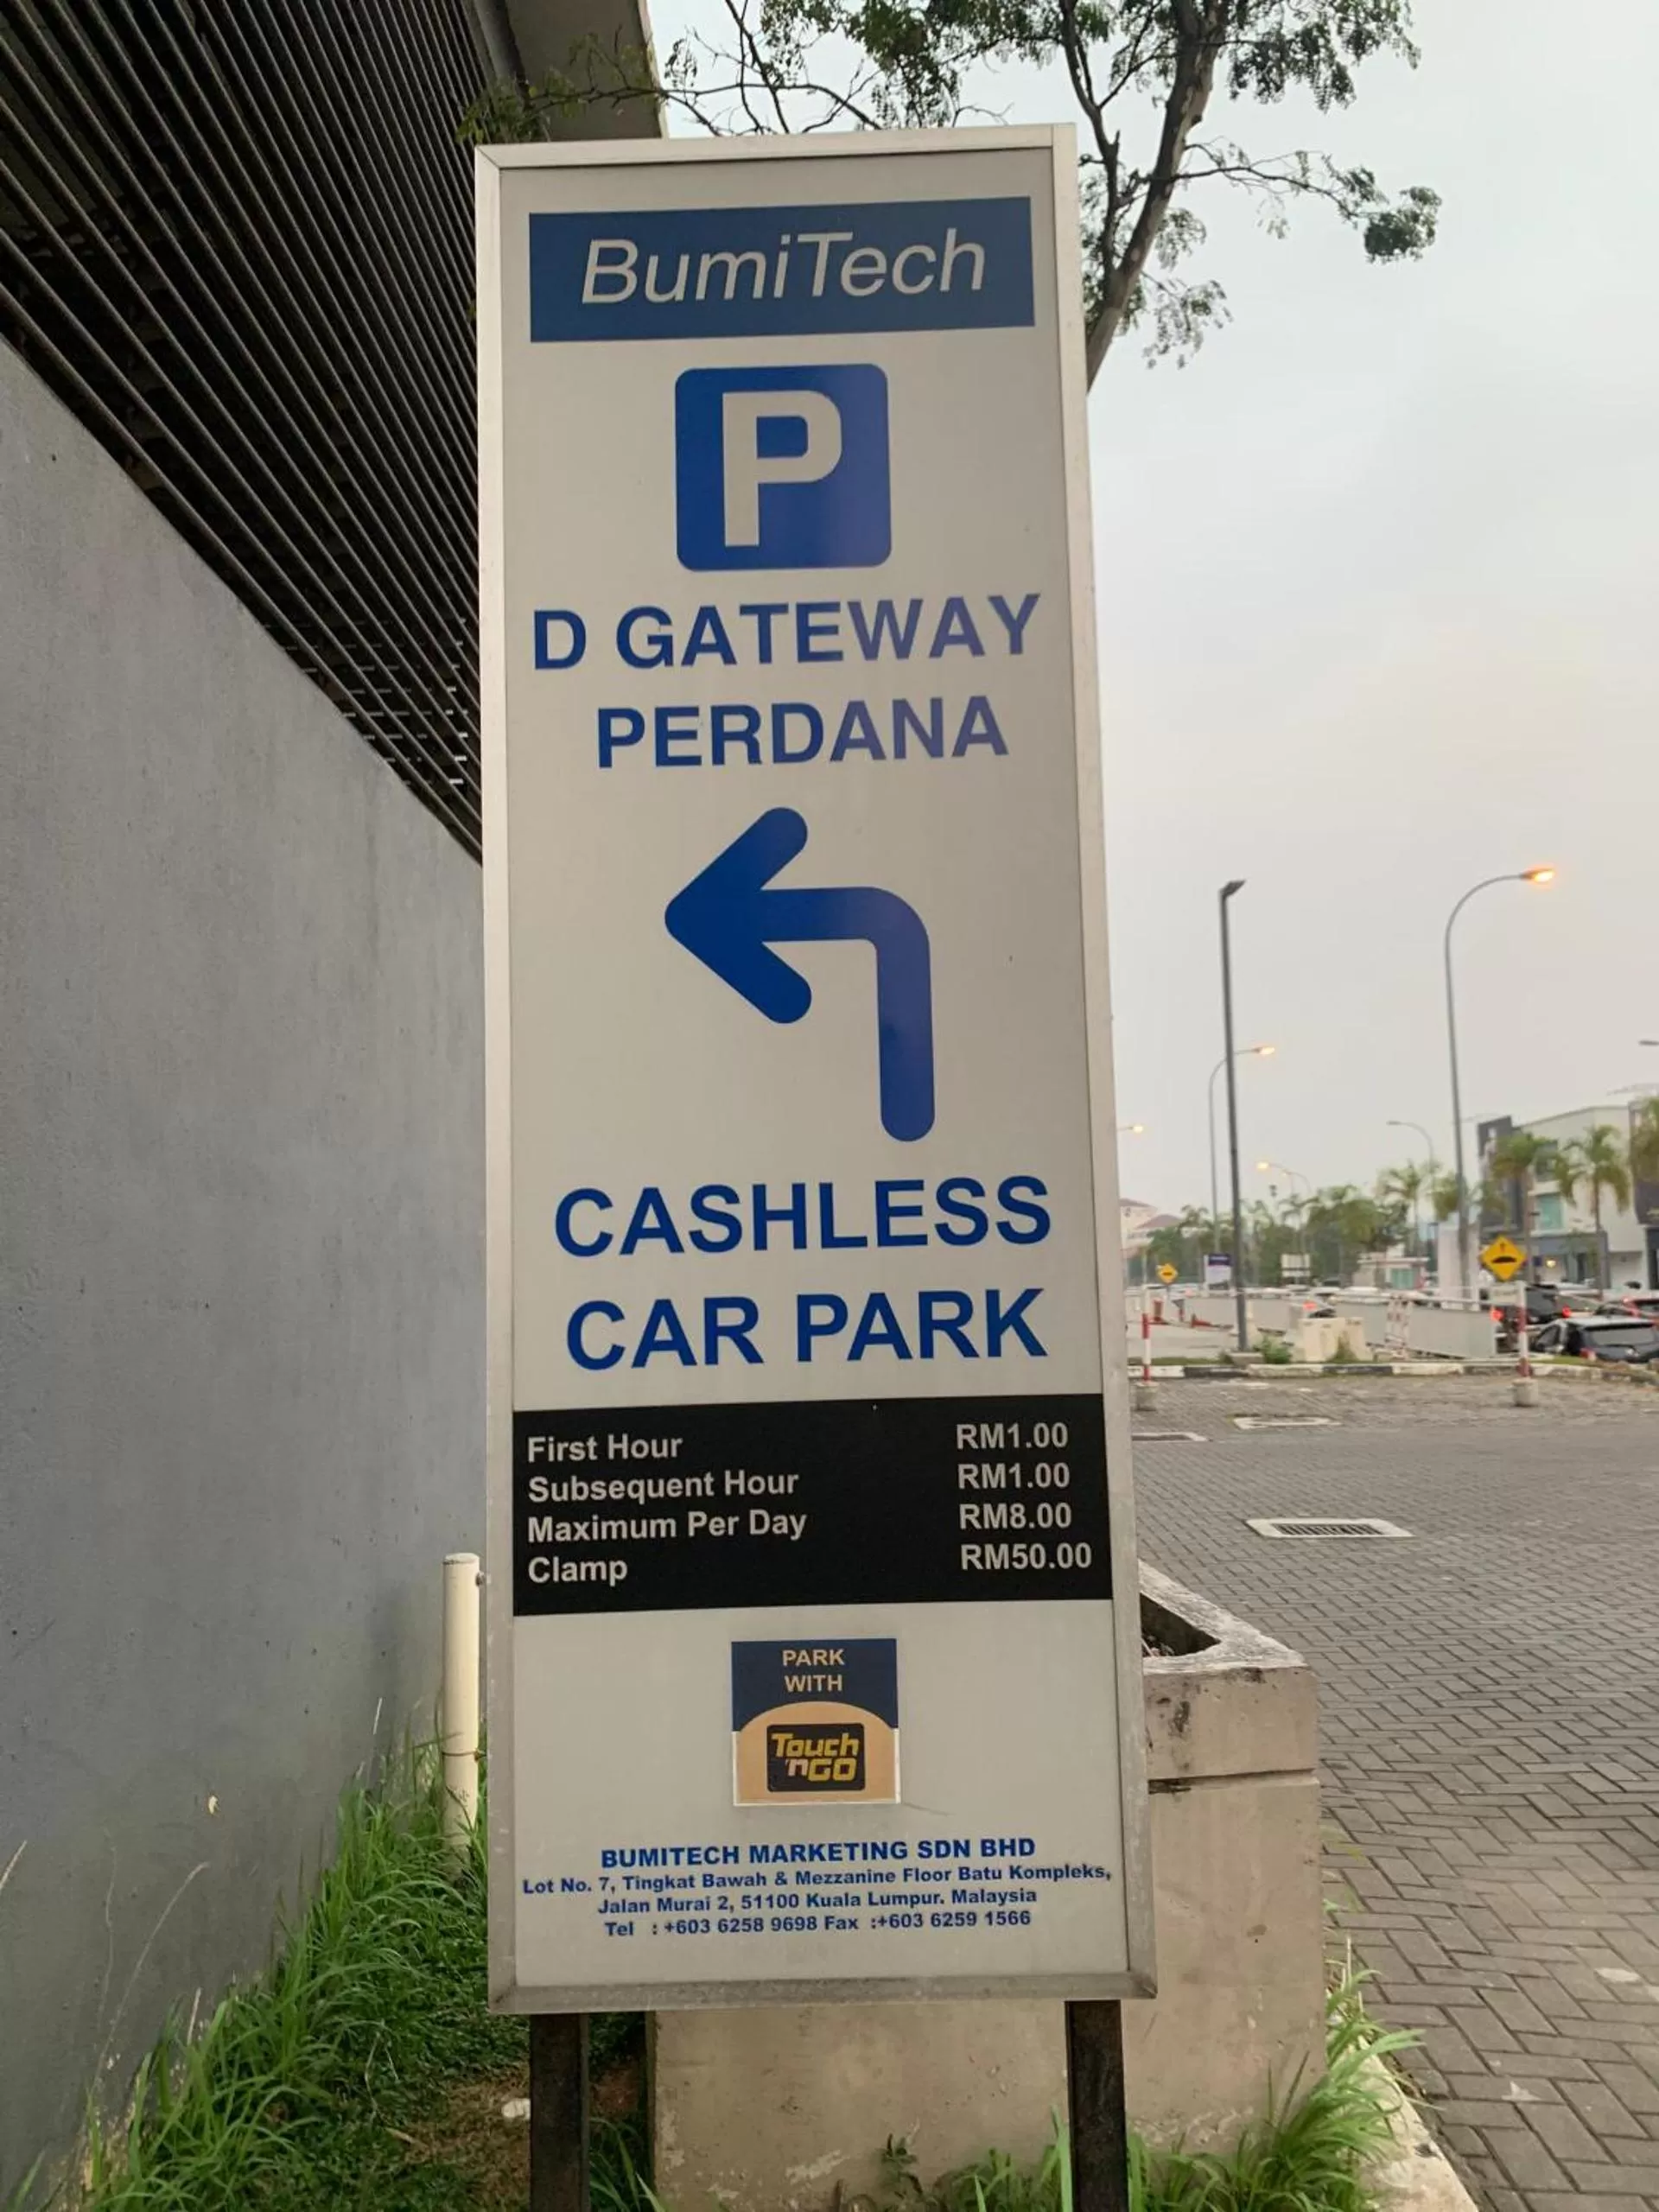 BumiTech
P
D GATEWAY
PERDANA
CASHLESS
CAR PARK
First Hour RM1.00
Subsequent Hour RM1.00
Maximum Per Day RM8.00
Clamp RM50.00
PARK
WITH
Touch
'nGO
BUMITECH MARKETING SDN BHD
Lot No. 7, Tingkat Bawah & Mezzanine Floor Batu Kompleks,
Jalan Murai 2, 51100 Kuala Lumpur. Malaysia
Tel : +603 6258 9698 Fax :+603 6259 1566